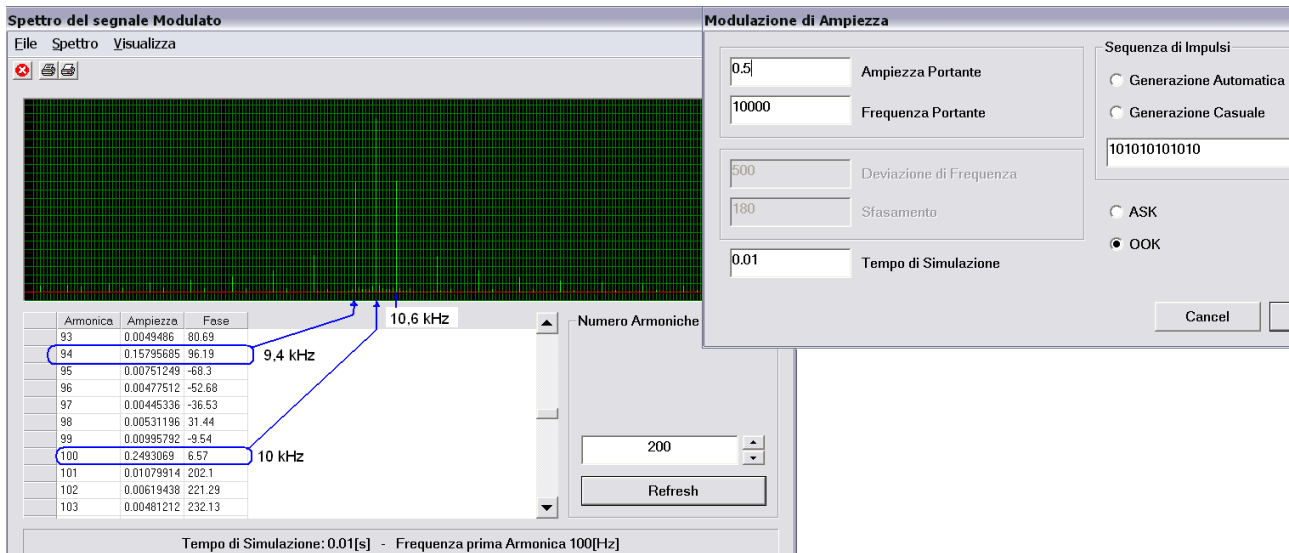 Spettro del segnale Modulato
File Spettro Visualizza
10,6 kHz
Armonica Ampiezza Fase
93 0.0049486 80.69
94 0.15795685 96.19
9,4 kHz
95 0.00751249 -68.3
96 0.00477512 -52.68
97 0.00445336 -36.53
98 0.00531196 31.44
99 0.00995792 -9.54
100 0.2493069 6.57
10 kHz
101 0.01079914 202.1
102 0.00619438 221.29
103 0.00481212 232.13
Numero Armoniche
200
Refresh
Tempo di Simulazione: 0.01[s] - Frequenza prima Armonica 100[Hz]
Modulazione di Ampiezza
0.5 Ampiezza Portante
10000 Frequenza Portante
500 Deviazione di Frequenza
180 Sfasamento
0.01 Tempo di Simulazione
Sequenza di Impulsi
Generazione Automatica
Generazione Casuale
101010101010
ASK
OOK
Cancel